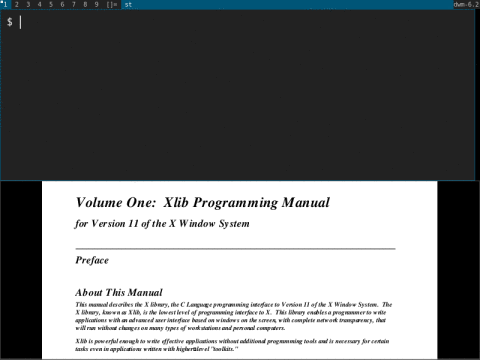 1 2 3 4 5 6 7 8 9 []= st dwm-6.2
$
Volume One: Xlib Programming Manual
for Version 11 of the X Window System
Preface
About This Manual
This manual describes the X library, the C Language programming interface to Version 11 of the X Window System. The
X library, known as Xlib, is the lowest level of programming interface to X. This library enables a programmer to write
applications with an advanced user interface based on windows on the screen, with complete network transparency, that
will run without changes on many types of workstations and personal computers.
Xlib is powerful enough to write effective applications without additional programming tools and is necessary for certain
tasks even in applications written with higherlevel "toolkits."